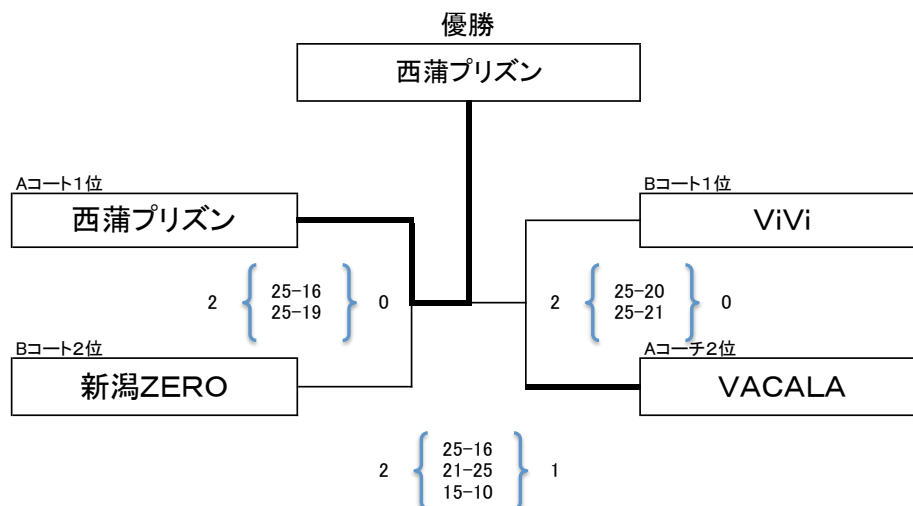 優勝
西蒲プリズン
Aコート1位
西蒲プリズン
Bコート1位
ViVi
2 25-16 0
25-19
2 25-20 0
25-21
Bコート2位
新潟ZERO
Aコーチ2位
VACALA
25-16
2 21-25 1
15-10